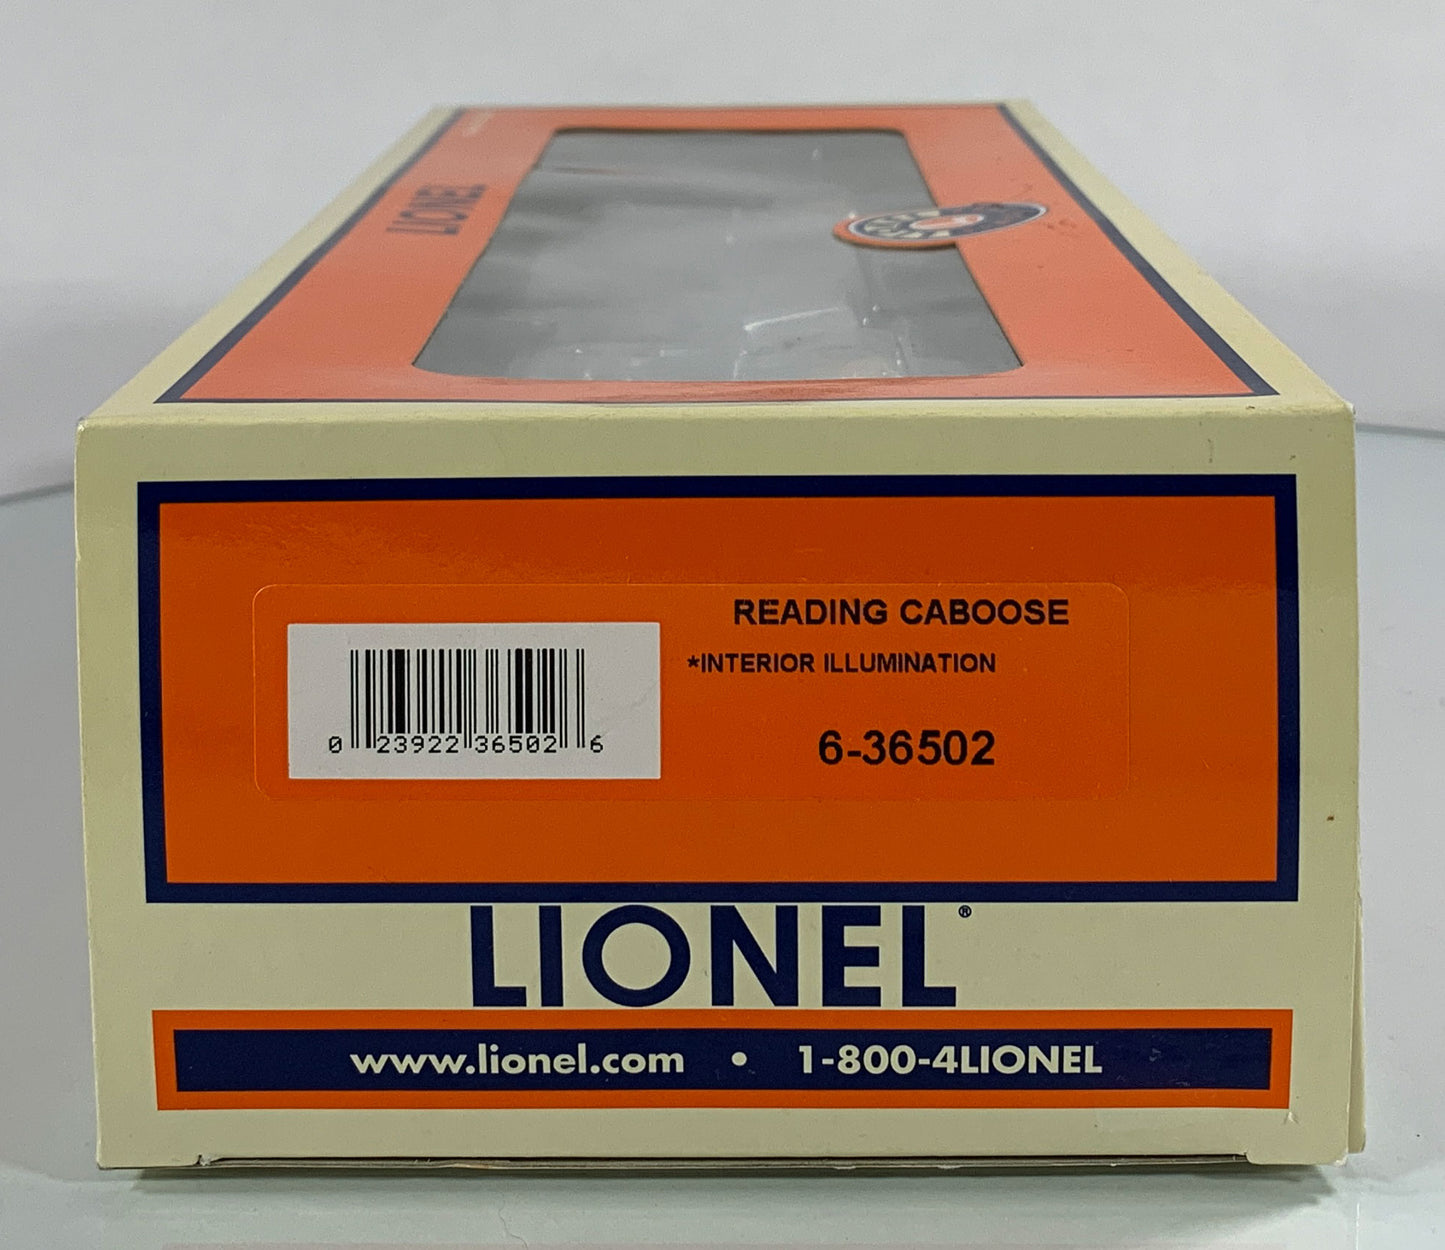 LIONEL
READING CABOOSE
*INTERIOR ILLUMINATION
6-36502
0 23922 36502 6
LIONEL®
www.lionel.com • 1-800-4LIONEL